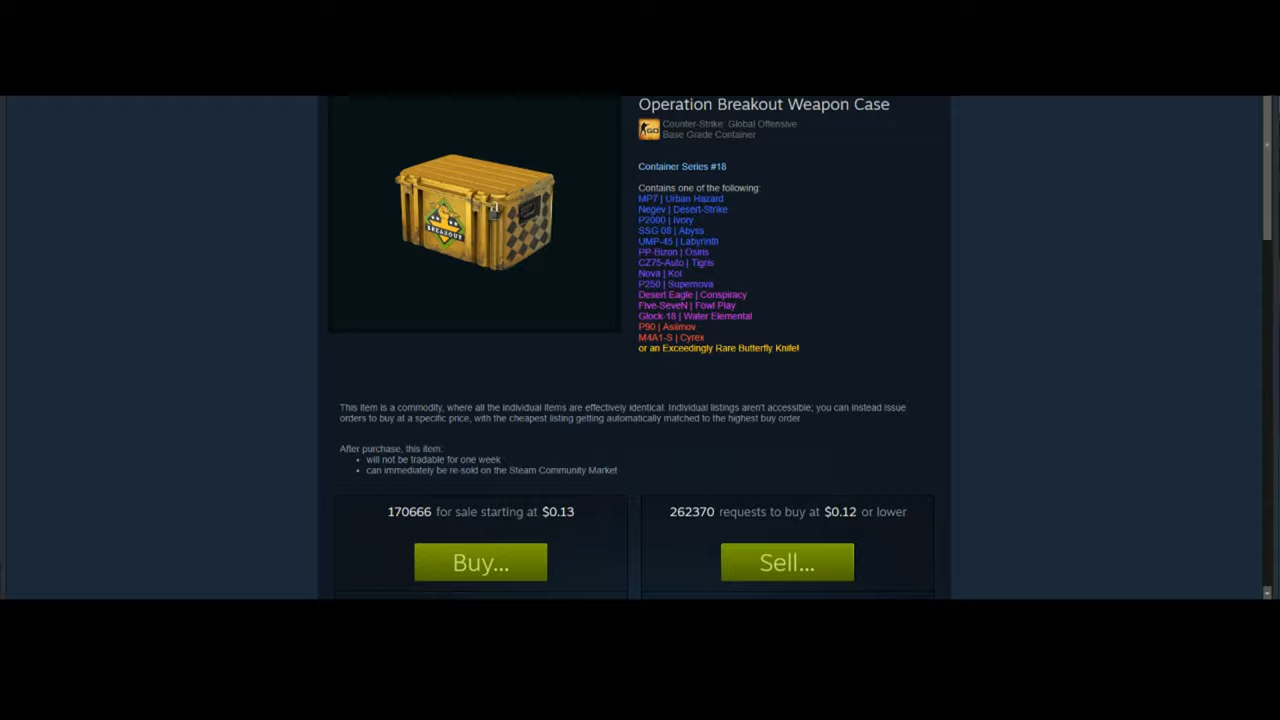 Operation Breakout Weapon Case
GO
Counter-Strike: Global Offensive
Base Grade Container
Container Series #18
Contains one of the following:
MP7 | Urban Hazard
Negev | Desert-Strike
P2000 | Ivory
SSG 08 | Abyss
UMP-45 | Labyrinth
PP-Bizon | Osiris
CZ75-Auto | Tigris
Nova | Koi
P250 | Supernova
Desert Eagle | Conspiracy
Five-SeveN | Fowl Play
Glock-18 | Water Elemental
P90 | Asiimov
M4A1-S | Cyrex
or an Exceedingly Rare Butterfly Knife!
BREAKOUT
This item is a commodity, where all the individual items are effectively identical. Individual listings aren't accessible; you can instead issue
orders to buy at a specific price, with the cheapest listing getting automatically matched to the highest buy order
After purchase, this item:
• will not be tradable for one week
• can immediately be re-sold on the Steam Community Market
170666 for sale starting at $0.13
Buy...
262370 requests to buy at $0.12 or lower
Sell...